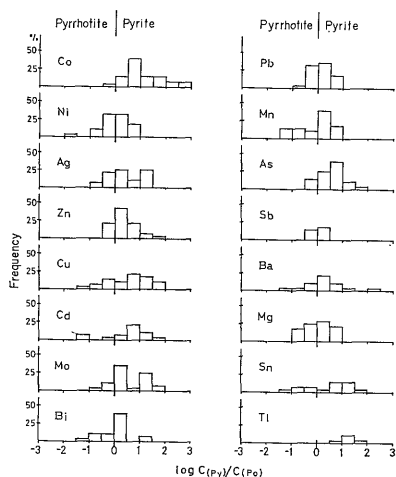 Pyrrhotite | Pyrite
Pyrrhotite | Pyrite
%
50
25
Co
50
25
Ni
50
25
Ag
50
25
Zn
50
25
Cu
50
25
Cd
50
25
Mo
50
25
Bi
Frequency
-3 -2 -1 0 1 2 3
Pb
Mn
As
Sb
Ba
Mg
Sn
Tl
-3 -2 -1 0 1 2 3
log C(Py)/C(Po)